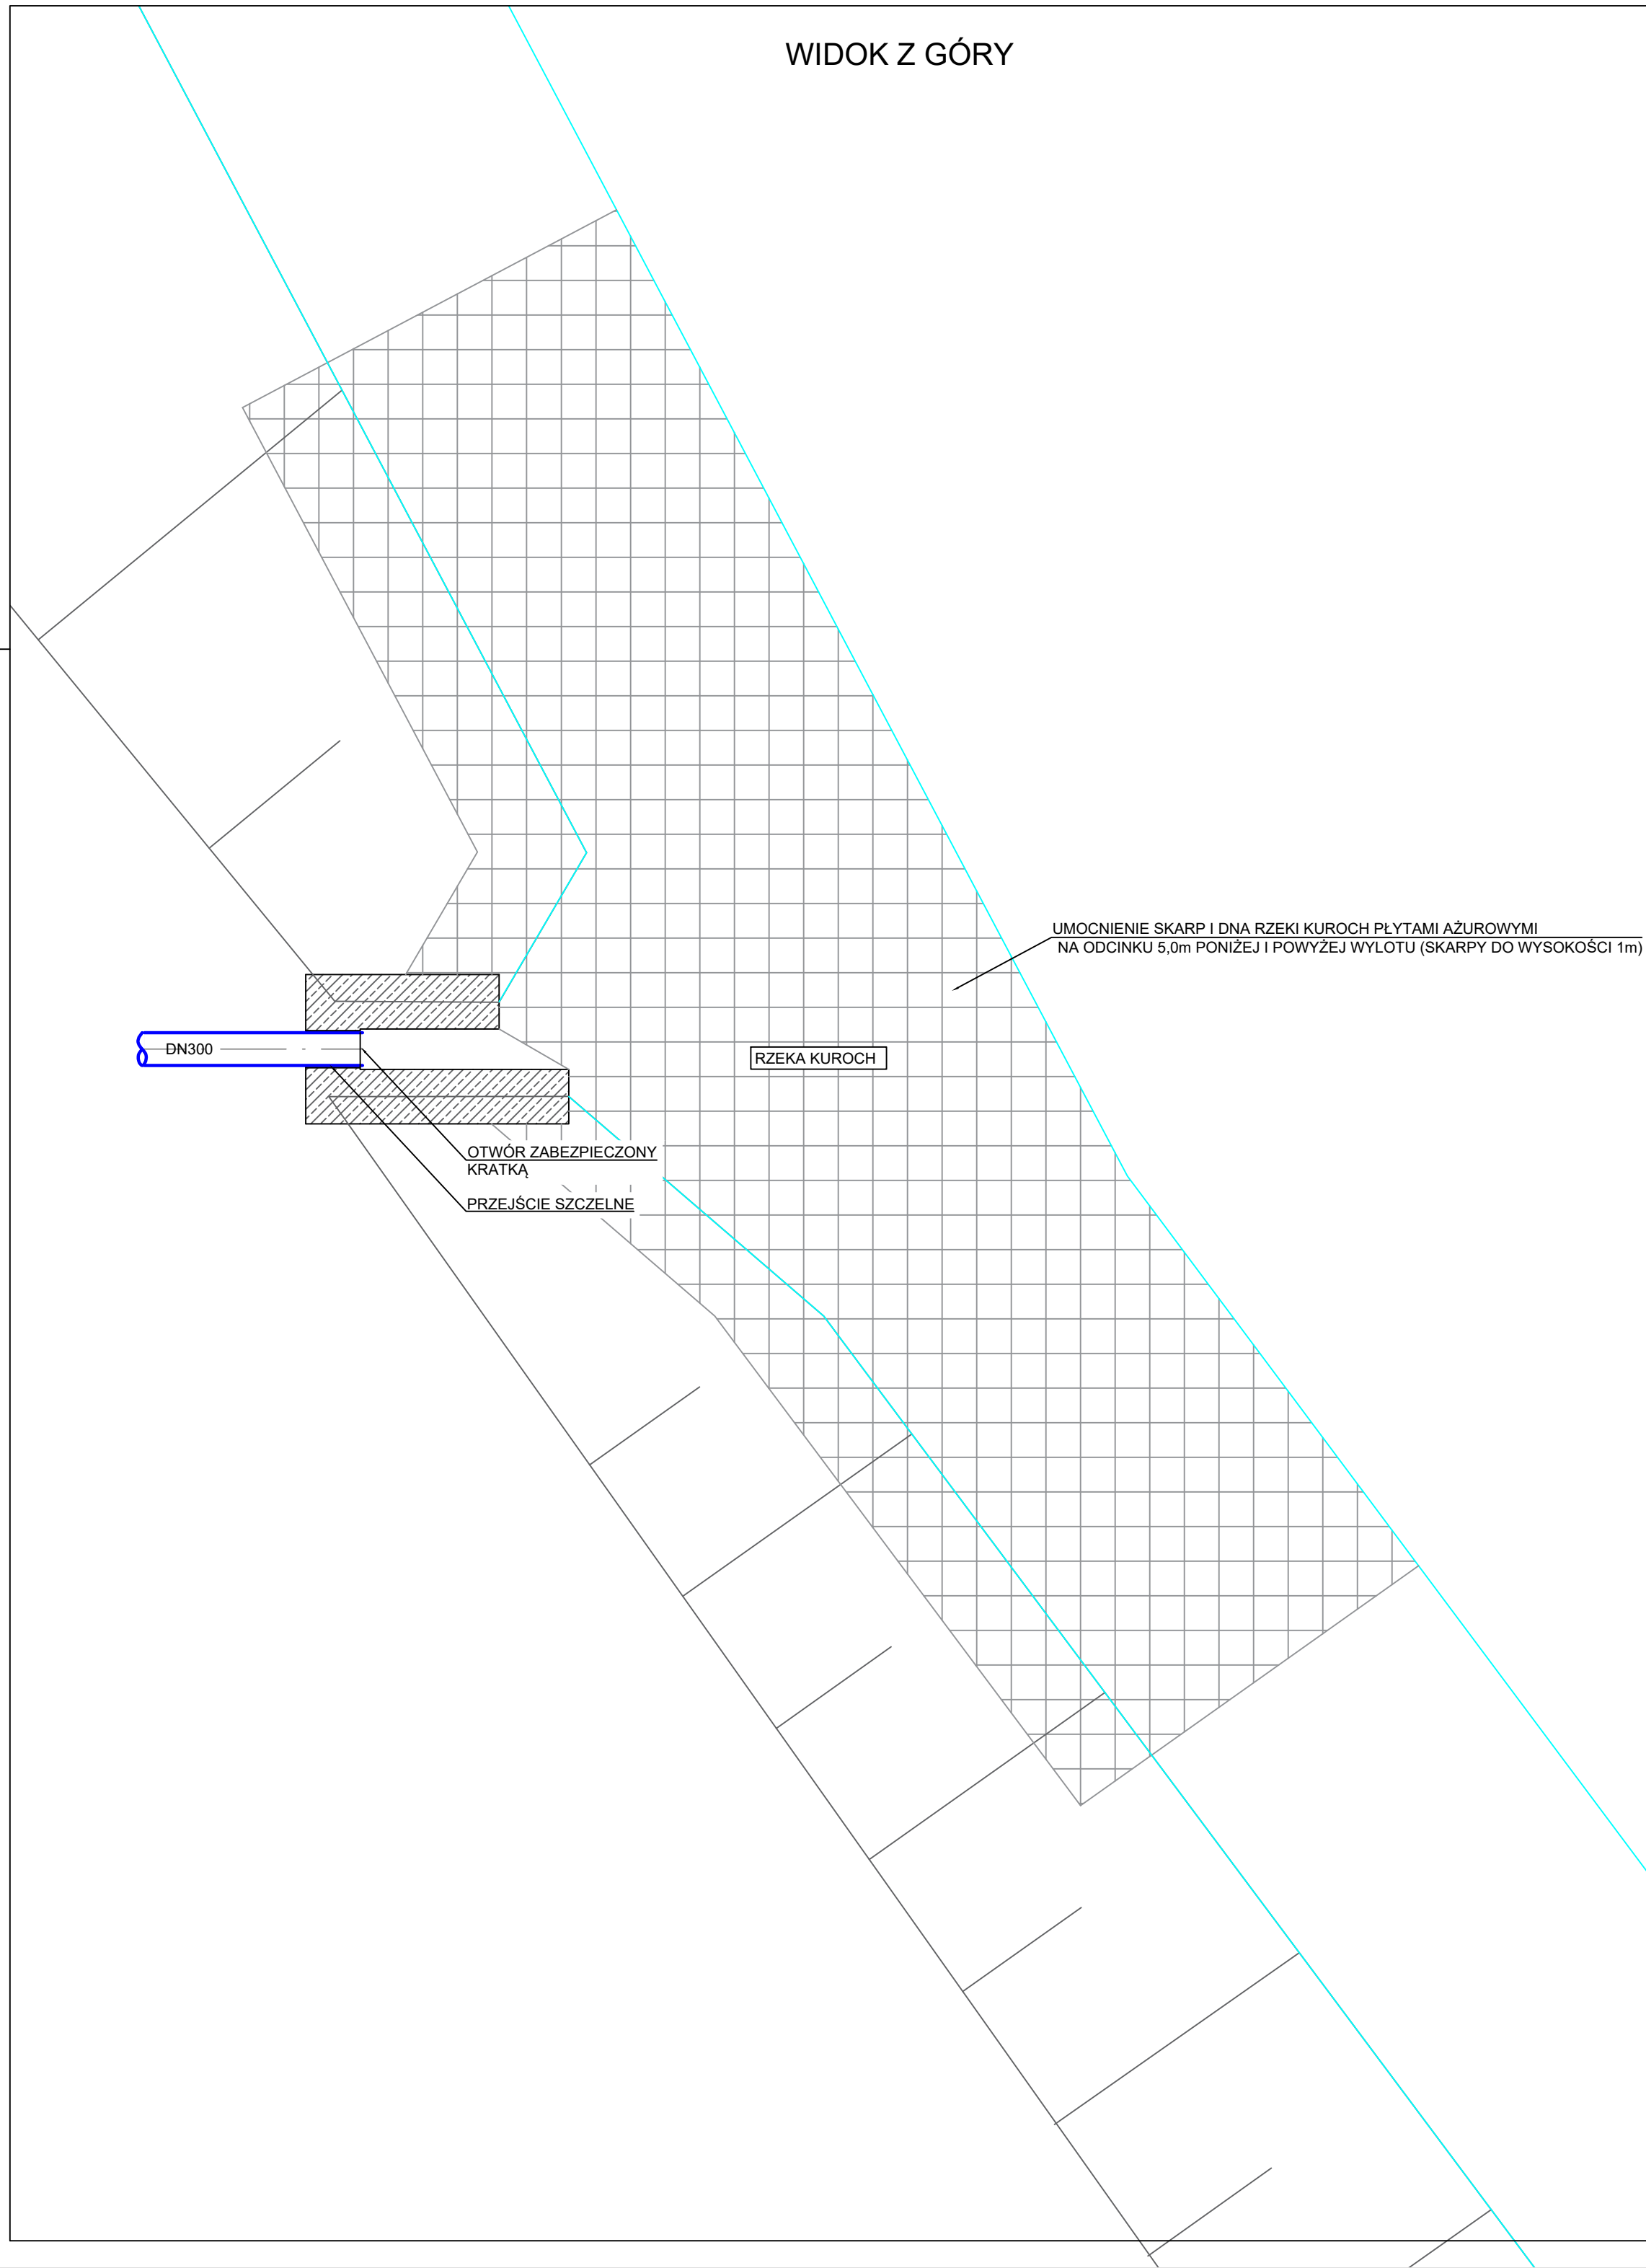 WIDOK Z GÓRY
UMOCNIENIE SKARP I DNA RZEKI KUROCH PŁYTAMI AŻUROWYMI
NA ODCINKU 5,0m PONIŻEJ I POWYŻEJ WYLOTU (SKARPY DO WYSOKOŚCI 1m)
DN300
RZEKA KUROCH
OTWÓR ZABEZPIECZONY
KRATKĄ
PRZEJŚCIE SZCZELNE